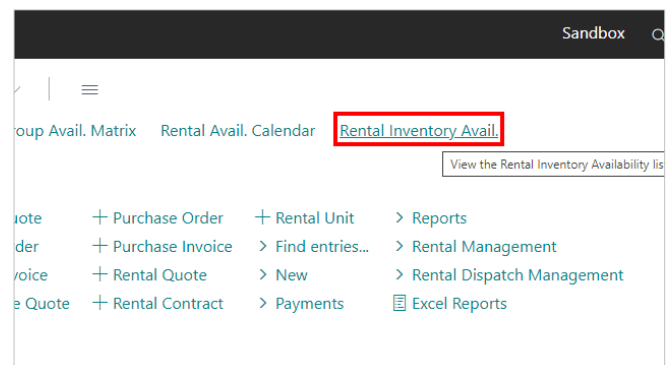 Sandbox
roup Avail. Matrix Rental Avail. Calendar Rental Inventory Avail.
View the Rental Inventory Availability lis
uote + Purchase Order + Rental Unit > Reports
der + Purchase Invoice > Find entries... > Rental Management
voice + Rental Quote > New > Rental Dispatch Management
e Quote + Rental Contract > Payments Excel Reports